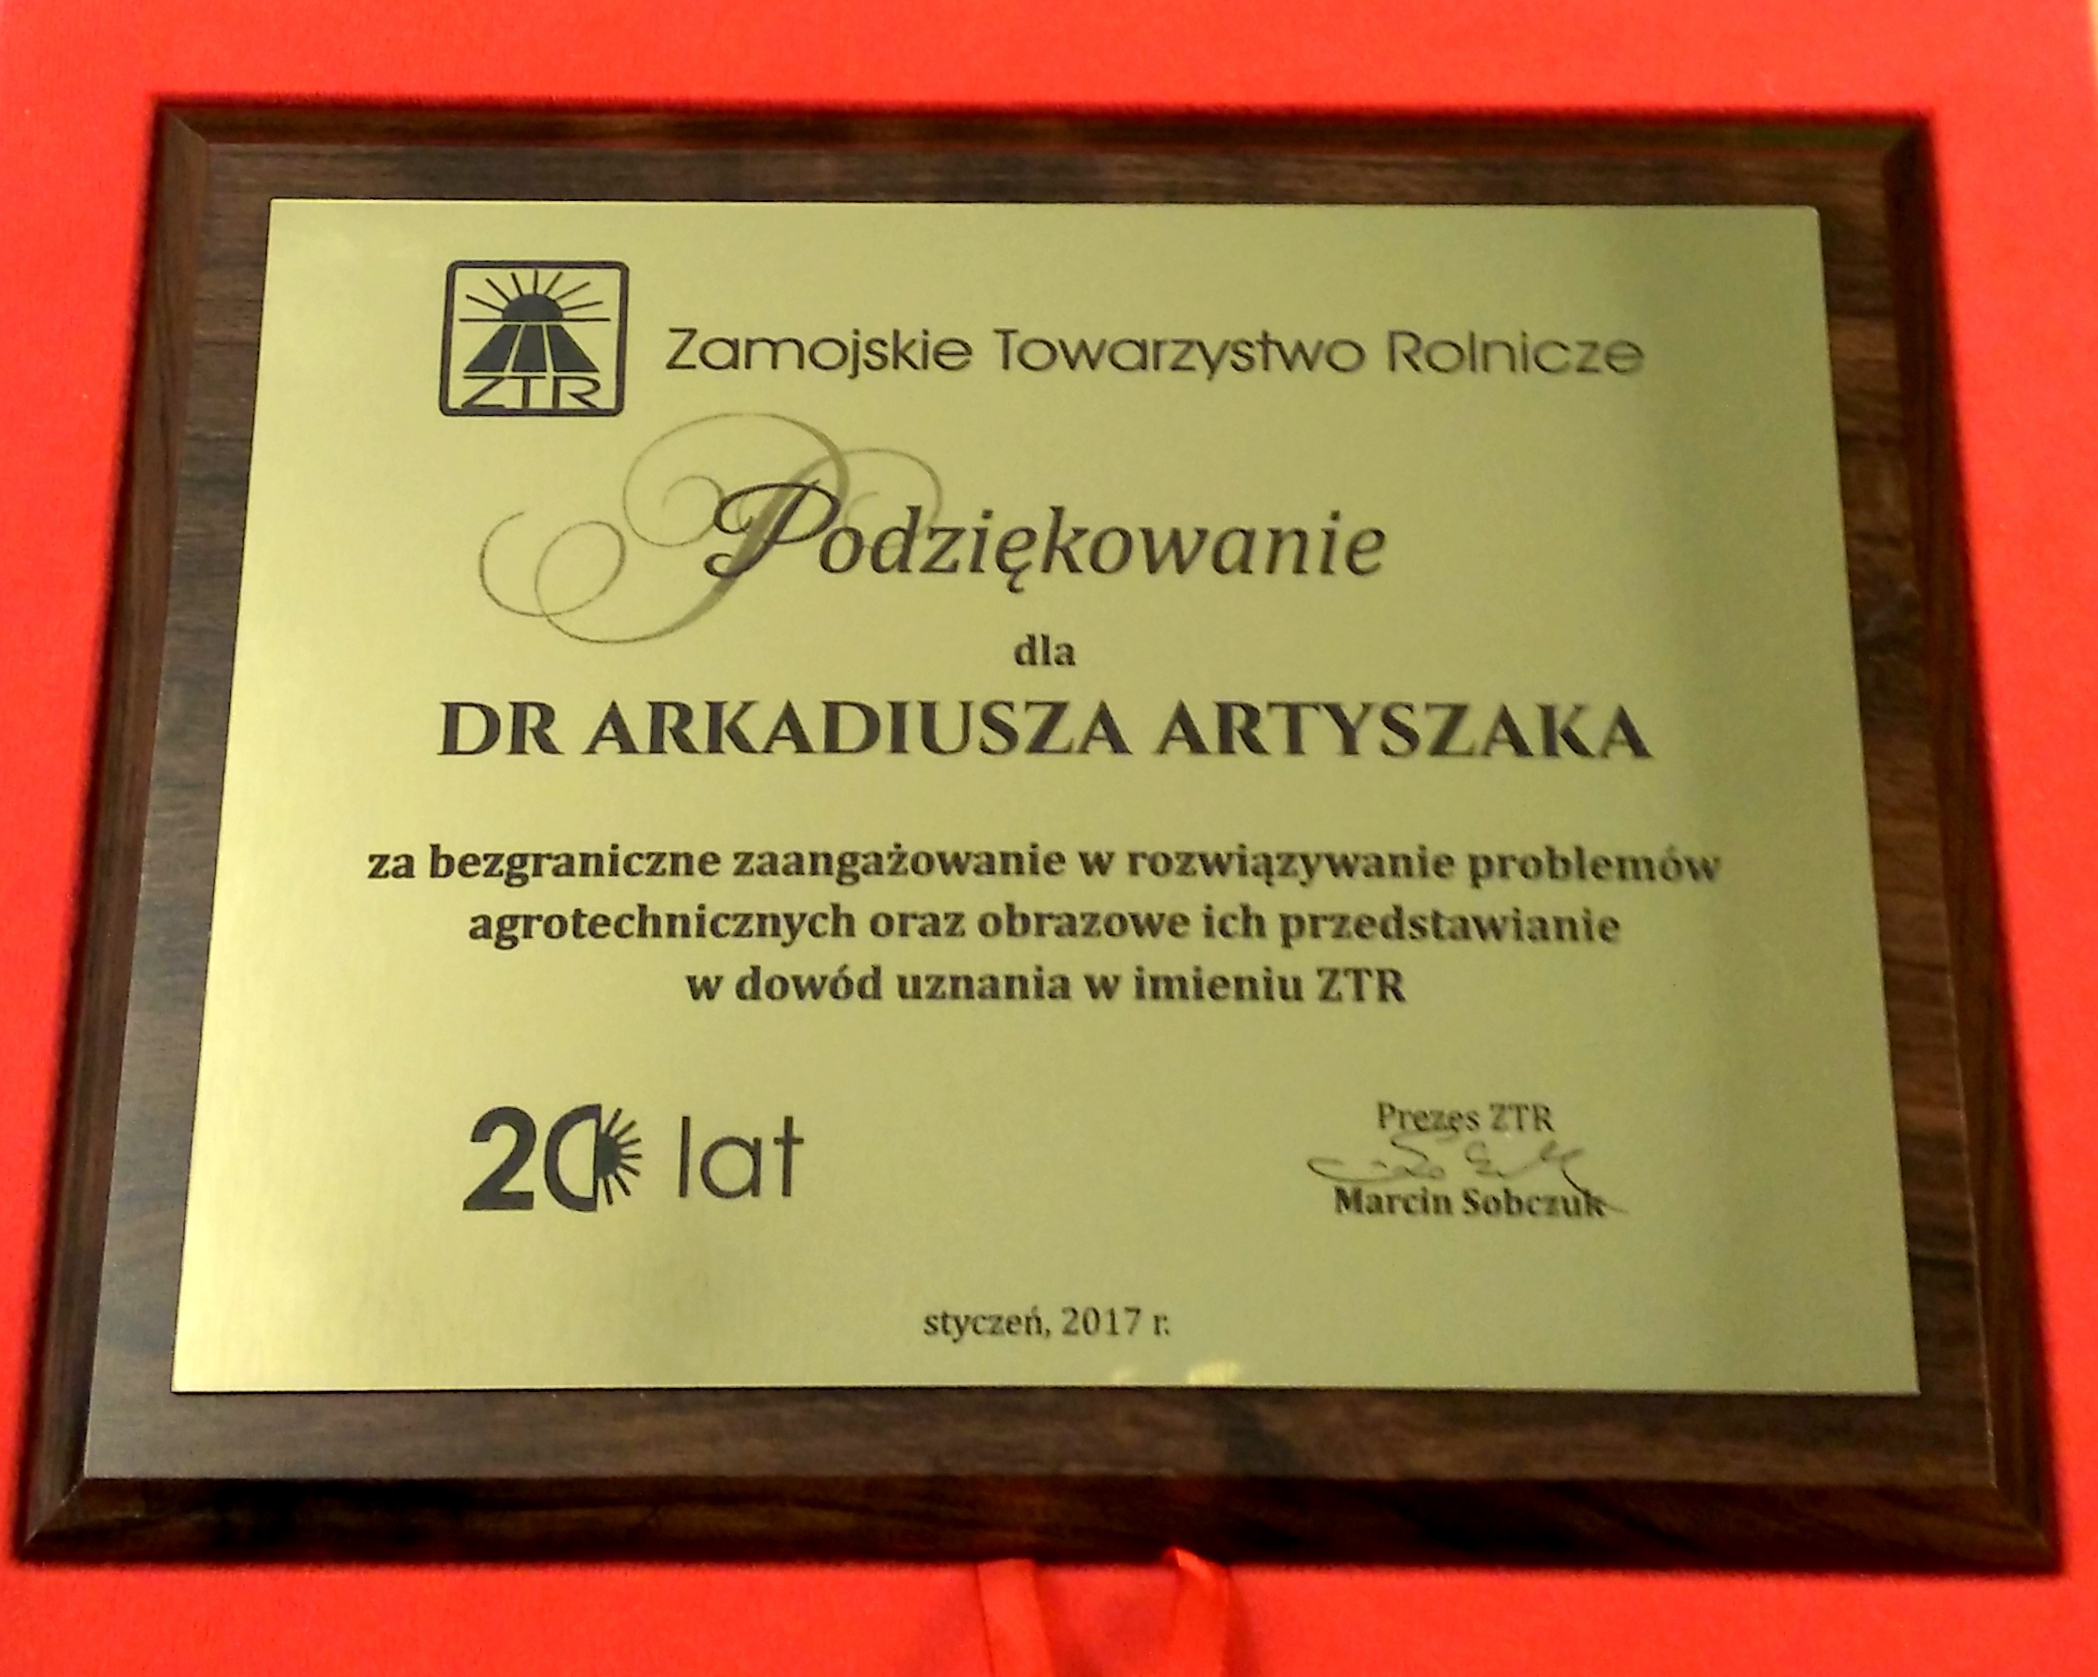 ZTR
Zamojskie Towarzystwo Rolnicze
Podziękowanie
dla
DR ARKADIUSZA ARTYSZAKA
za bezgraniczne zaangażowanie w rozwiązywanie problemów
agrotechnicznych oraz obrazowe ich przedstawianie
w dowód uznania w imieniu ZTR
20 lat
Prezes ZTR
Marcin Sobczuk
styczeń, 2017 r.